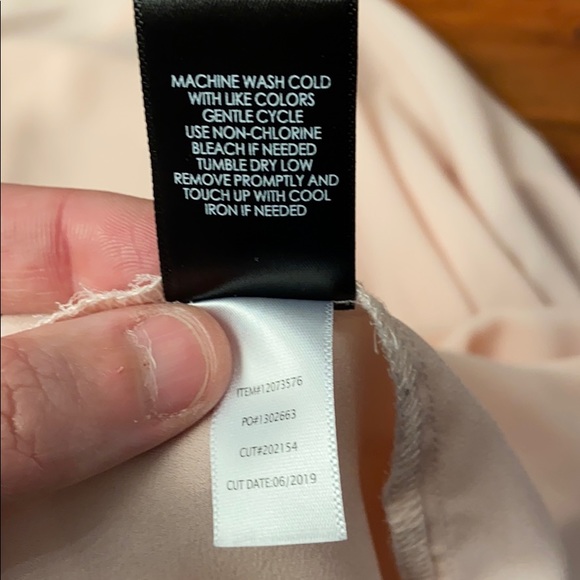 MACHINE WASH COLD
WITH LIKE COLORS
GENTLE CYCLE
USE NON-CHLORINE
BLEACH IF NEEDED
TUMBLE DRY LOW
REMOVE PROMPTLY AND
TOUCH UP WITH COOL
IRON IF NEEDED
ITEM#12073576
PO#1302663
CUT#202154
CUT DATE:06/2019